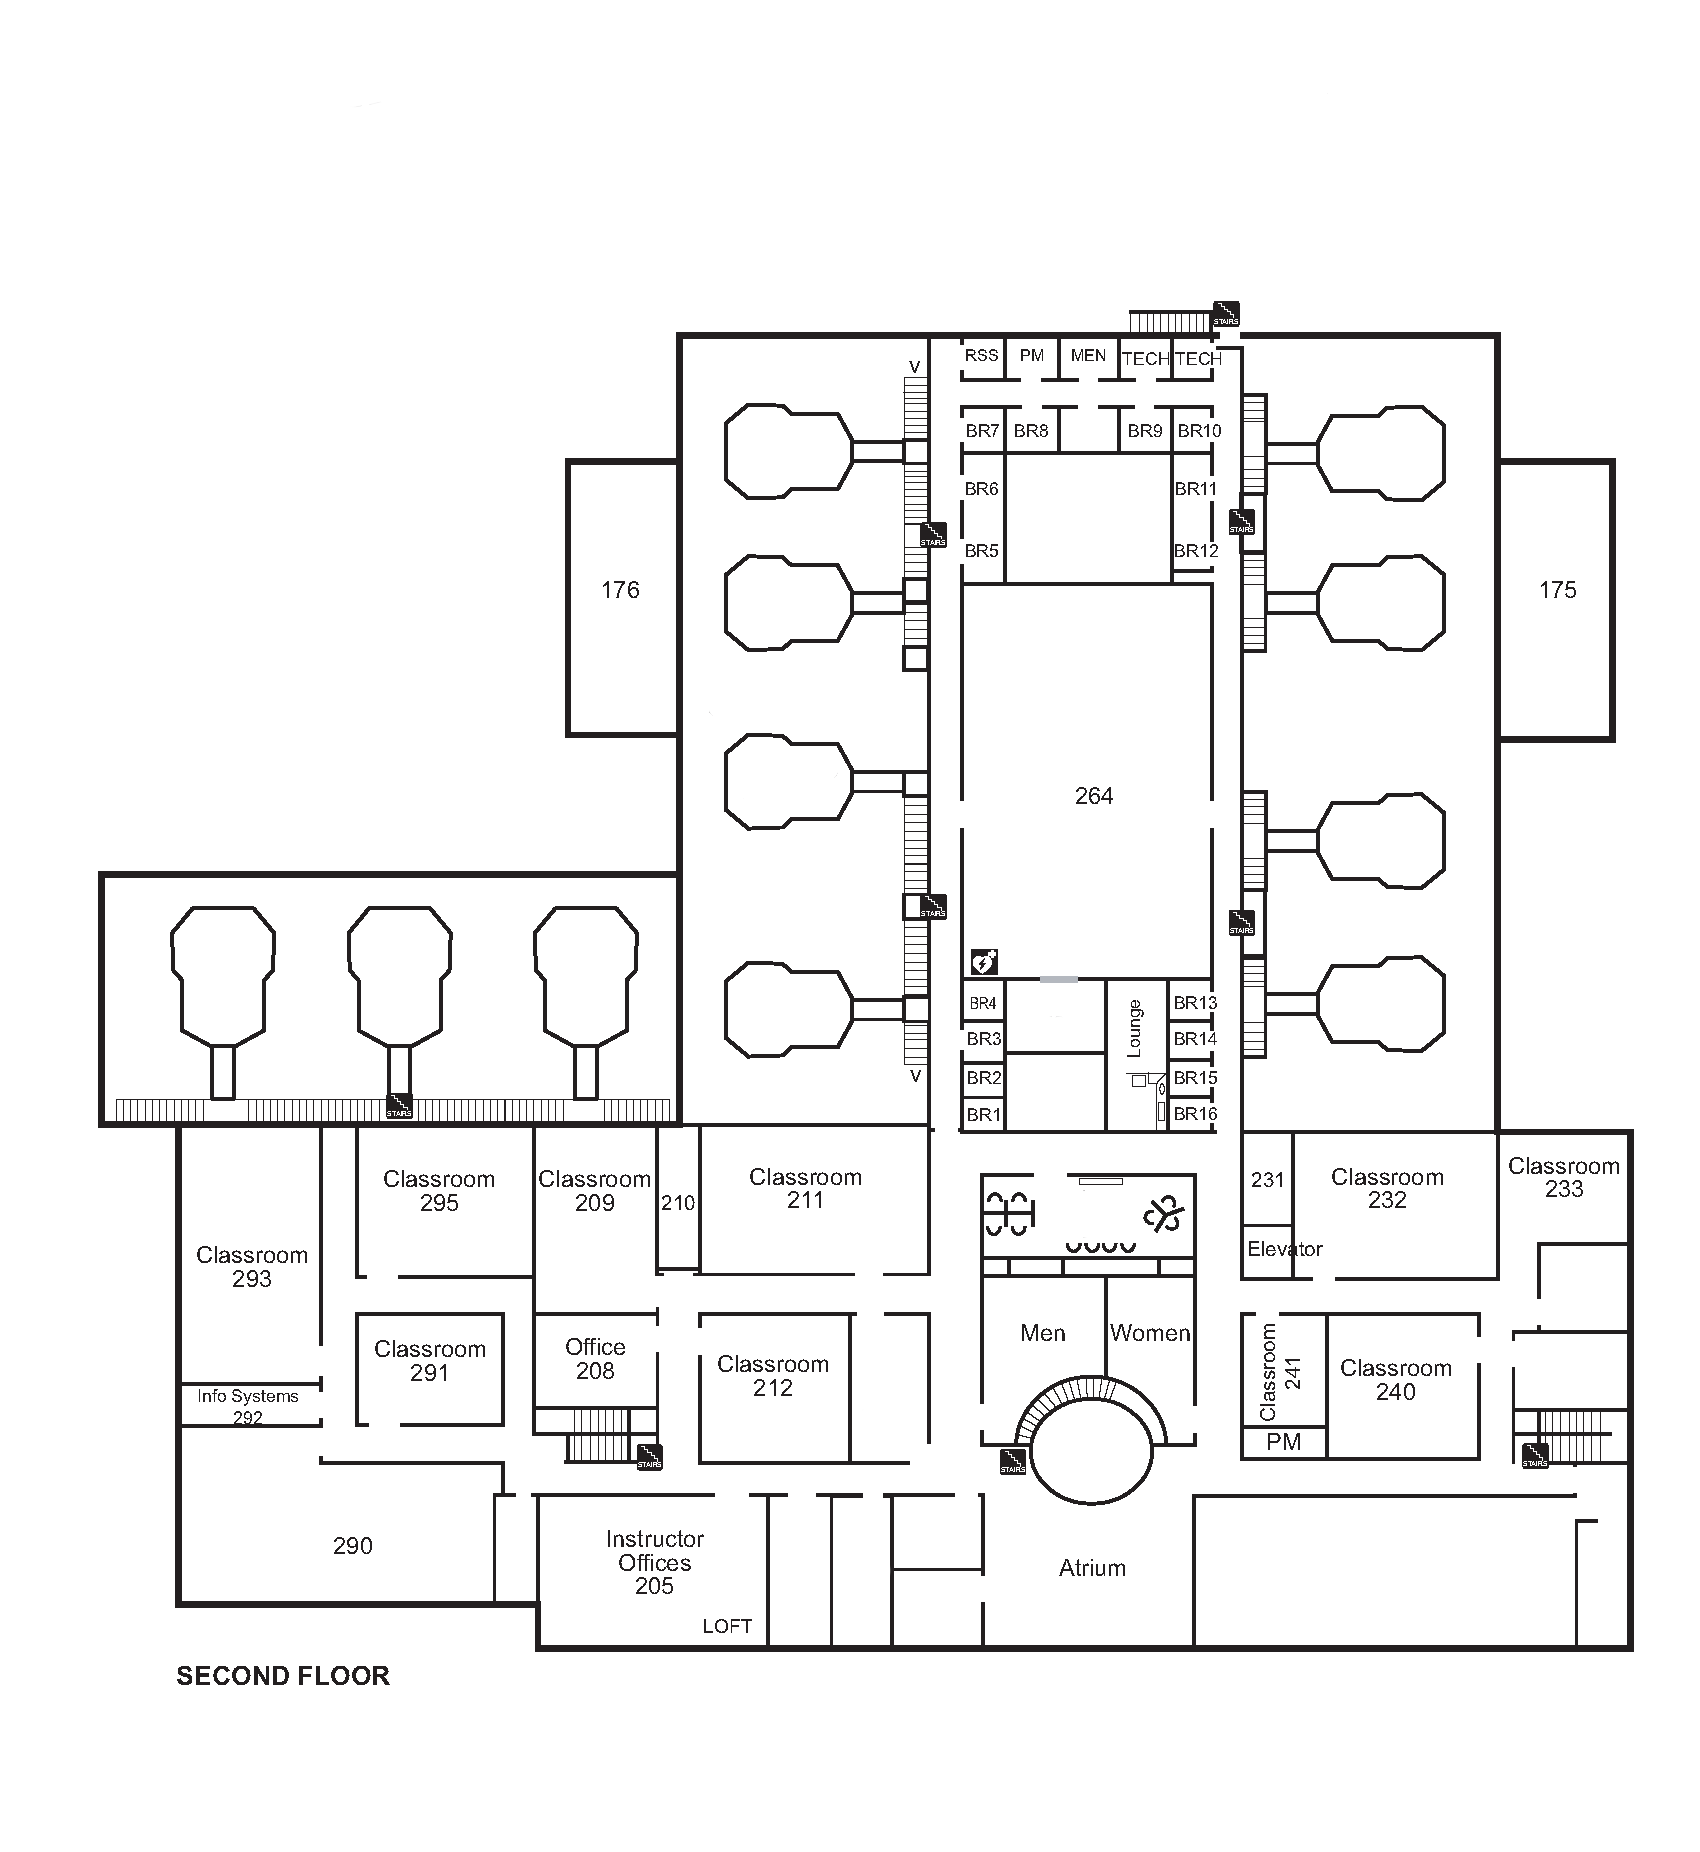 STAIRS
V
RSS PM MEN TECH TECH
BR7 BR8 BR9 BR10
BR6 BR11
STAIRS STAIRS
BR5 BR12
176 175
264
STAIRS STAIRS
BR4 Lounge BR13
BR3 BR14
V
BR2 BR15
STAIRS
BR1 BR16
Classroom
295
Classroom
209
210
Classroom
211
231
Classroom
232
Classroom
233
Classroom
293
Elevator
Classroom
291
Office
208
Classroom
212
Men Women
Classroom
241
Classroom
240
Info Systems
292
PM
STAIRS STAIRS STAIRS
290
Instructor
Offices
205
Atrium
LOFT
SECOND FLOOR